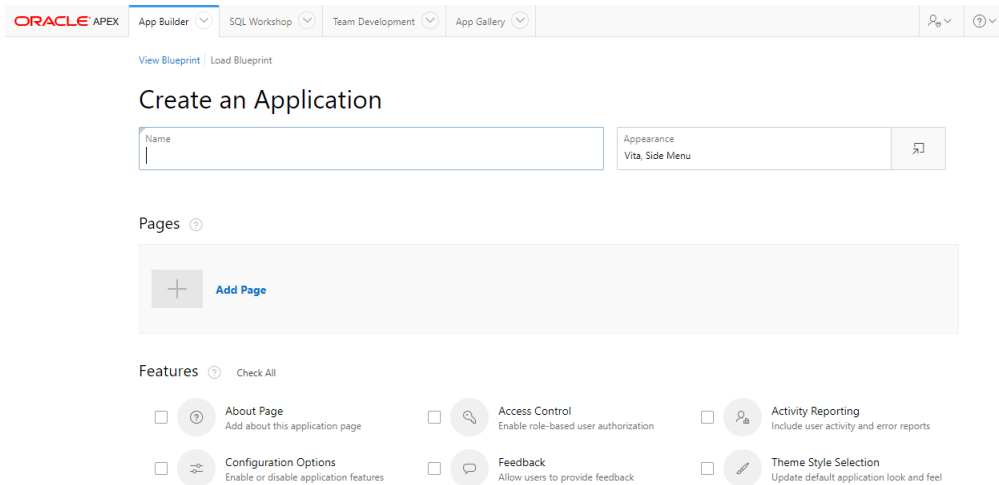 ORACLE APEX App Builder SQL Workshop Team Development App Gallery
View Blueprint Load Blueprint
Create an Application
Name
Appearance
Vita, Side Menu
Pages
Add Page
Features Check All
About Page
Add about this application page
Access Control
Enable role-based user authorization
Activity Reporting
Include user activity and error reports
Configuration Options
Enable or disable application features
Feedback
Allow users to provide feedback
Theme Style Selection
Update default application look and feel